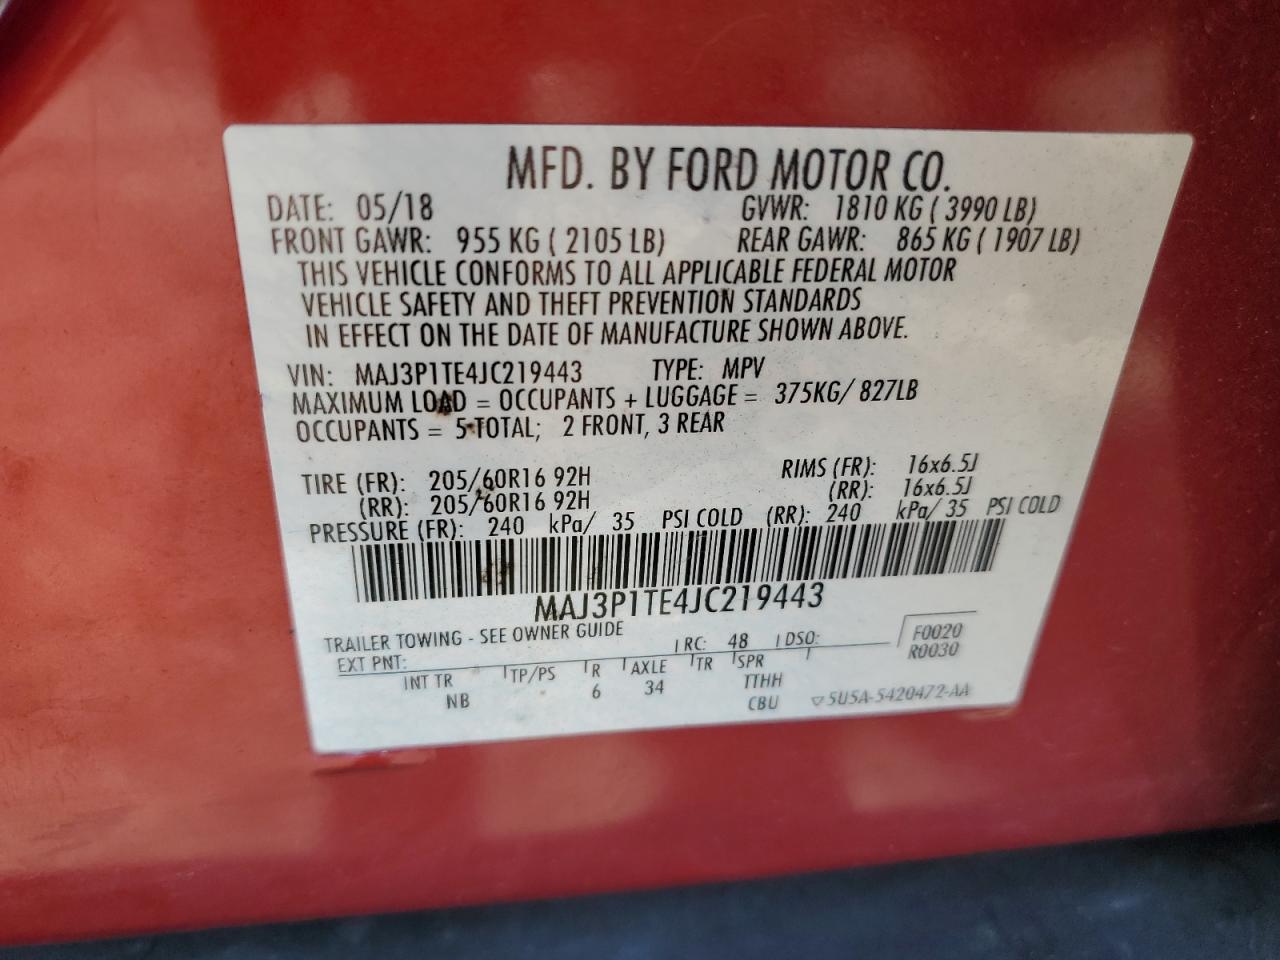 MFD. BY FORD MOTOR CO.
DATE: 05/18 GVWR: 1810 KG ( 3990 LB)
FRONT GAWR: 955 KG ( 2105 LB) REAR GAWR: 865 KG ( 1907 LB)
THIS VEHICLE CONFORMS TO ALL APPLICABLE FEDERAL MOTOR
VEHICLE SAFETY AND THEFT PREVENTION STANDARDS
IN EFFECT ON THE DATE OF MANUFACTURE SHOWN ABOVE.
VIN: MAJ3P1TE4JC219443 TYPE: MPV
MAXIMUM LOAD = OCCUPANTS + LUGGAGE = 375KG/ 827LB
OCCUPANTS = 5 TOTAL; 2 FRONT, 3 REAR
TIRE (FR): 205/60R16 92H RIMS (FR): 16x6.5J
(RR): 205/60R16 92H (RR): 16x6.5J
PRESSURE (FR): 240 kPa/ 35 PSI COLD (RR): 240 kPa/ 35 PSI COLD
MAJ3P1TE4JC219443
TRAILER TOWING - SEE OWNER GUIDE
EXT PNT: RC: 48 DSO: F0020
R0030
INT TR TP/PS R AXLE TR SPR
NB 6 34 TTHH
CBU ▽5U5A-5420472-AA